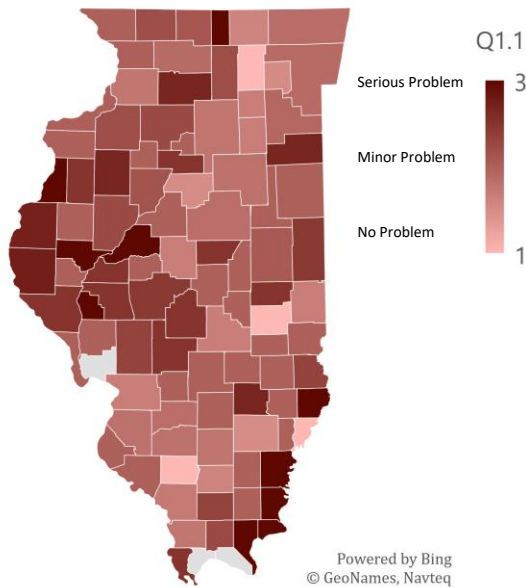 Q1.1
Serious Problem
3
Minor Problem
No Problem
1
Powered by Bing
© GeoNames, Navteq